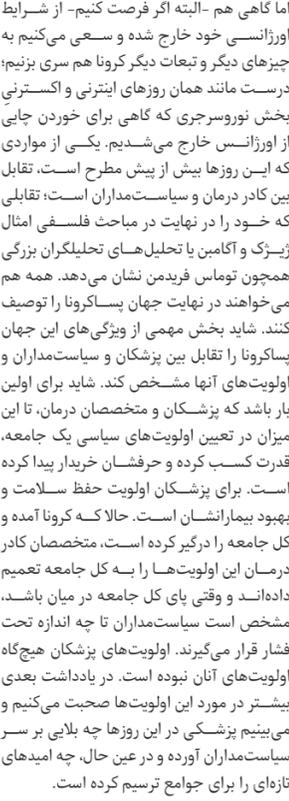 اما گاهی هم -البته اگر فرصت کنیم- از شرایط
اورژانسی خود خارج شده و سعی می‌کنیم به
چیزهای دیگر و تبعات دیگر کرونا هم سری بزنیم؛
درست مانند همان روزهای اینترنی و اکسترنیِ
بخش نوروسرجری که گاهی برای خوردن چایی
از اورژانس خارج می‌شدیم. یکی از مواردی
که این روزها بیش از پیش مطرح است، تقابل
بین کادر درمان و سیاست‌مداران است؛ تقابلی
که خود را در نهایت در مباحث فلسفی امثال
ژیژک و آگامبن یا تحلیل‌های تحلیلگران بزرگی
همچون توماس فریدمن نشان می‌دهد. همه هم
می‌خواهند در نهایت جهان پساکرونا را توصیف
کنند. شاید بخش مهمی از ویژگی‌های این جهان
پساکرونا را تقابل بین پزشکان و سیاست‌مداران و
اولویت‌های آنها مشخص کند. شاید برای اولین
بار باشد که پزشکان و متخصصان درمان، تا این
میزان در تعیین اولویت‌های سیاسی یک جامعه،
قدرت کسب کرده و حرفشان خریدار پیدا کرده
است. برای پزشکان اولویت حفظ سلامت و
بهبود بیمارانشان است. حالا که کرونا آمده و
کل جامعه را درگیر کرده است، متخصصان کادر
درمان این اولویت‌ها را به کل جامعه تعمیم
داده‌اند و وقتی پای کل جامعه در میان باشد،
مشخص است سیاست‌مداران تا چه اندازه تحت
فشار قرار می‌گیرند. اولویت‌های پزشکان هیچ‌گاه
اولویت‌های آنان نبوده است. در یادداشت بعدی
بیشتر در مورد این اولویت‌ها صحبت می‌کنیم و
می‌بینیم پزشکی در این روزها چه بلایی بر سر
سیاست‌مداران آورده و در عین حال، چه امیدهای
تازه‌ای را برای جوامع ترسیم کرده است.